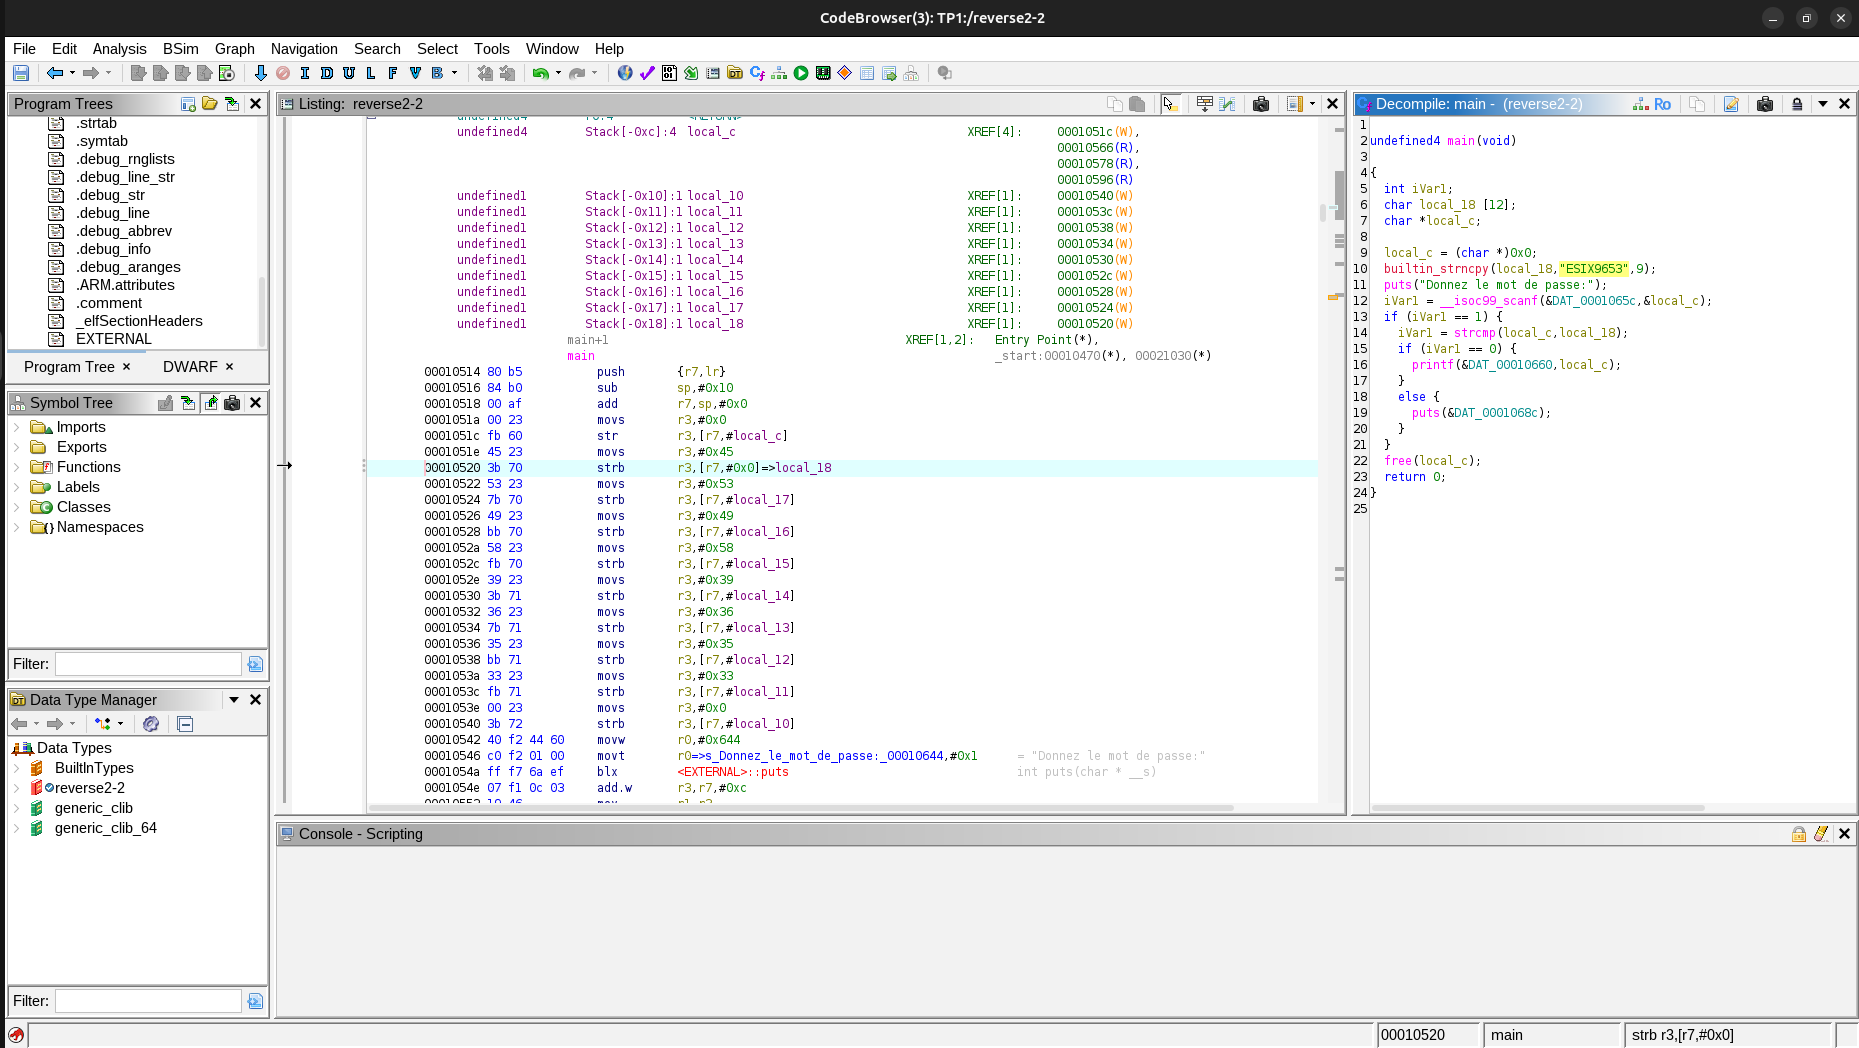 CodeBrowser(3): TP1:/reverse2-2
File Edit Analysis BSim Graph Navigation Search Select Tools Window Help
I D U L F V B
Program Trees
.strtab
.symtab
.debug_rnglists
.debug_line_str
.debug_str
.debug_line
.debug_abbrev
.debug_info
.debug_aranges
.ARM.attributes
.comment
_elfSectionHeaders
EXTERNAL
Program Tree × DWARF ×
Symbol Tree
Imports
Exports
Functions
Labels
Classes
Namespaces
Filter:
Data Type Manager
Data Types
BuiltInTypes
reverse2-2
generic_clib
generic_clib_64
Filter:
Listing: reverse2-2
undefined4 Stack[-0xc]:4 local_c XREF[4]: 0001051c(W),
00010566(R),
00010578(R),
00010596(R)
undefined1 Stack[-0x10]:1 local_10 XREF[1]: 00010540(W)
undefined1 Stack[-0x11]:1 local_11 XREF[1]: 0001053c(W)
undefined1 Stack[-0x12]:1 local_12 XREF[1]: 00010538(W)
undefined1 Stack[-0x13]:1 local_13 XREF[1]: 00010534(W)
undefined1 Stack[-0x14]:1 local_14 XREF[1]: 00010530(W)
undefined1 Stack[-0x15]:1 local_15 XREF[1]: 0001052c(W)
undefined1 Stack[-0x16]:1 local_16 XREF[1]: 00010528(W)
undefined1 Stack[-0x17]:1 local_17 XREF[1]: 00010524(W)
undefined1 Stack[-0x18]:1 local_18 XREF[1]: 00010520(W)
main+1 XREF[1,2]: Entry Point(*),
main _start:00010470(*), 00021030(*)
00010514 80 b5 push {r7,lr}
00010516 84 b0 sub sp,#0x10
00010518 00 af add r7,sp,#0x0
0001051a 00 23 movs r3,#0x0
0001051c fb 60 str r3,[r7,#local_c]
0001051e 45 23 movs r3,#0x45
00010520 3b 70 strb r3,[r7,#0x0]=>local_18
00010522 53 23 movs r3,#0x53
00010524 7b 70 strb r3,[r7,#local_17]
00010526 49 23 movs r3,#0x49
00010528 bb 70 strb r3,[r7,#local_16]
0001052a 58 23 movs r3,#0x58
0001052c fb 70 strb r3,[r7,#local_15]
0001052e 39 23 movs r3,#0x39
00010530 3b 71 strb r3,[r7,#local_14]
00010532 36 23 movs r3,#0x36
00010534 7b 71 strb r3,[r7,#local_13]
00010536 35 23 movs r3,#0x35
00010538 bb 71 strb r3,[r7,#local_12]
0001053a 33 23 movs r3,#0x33
0001053c fb 71 strb r3,[r7,#local_11]
0001053e 00 23 movs r3,#0x0
00010540 3b 72 strb r3,[r7,#local_10]
00010542 40 f2 44 60 movw r0,#0x644
00010546 c0 f2 01 00 movt r0=>s_Donnez_le_mot_de_passe:_00010644,#0x1 = "Donnez le mot de passe:"
0001054a ff f7 6a ef blx <EXTERNAL>::puts int puts(char * __s)
0001054e 07 f1 0c 03 add.w r3,r7,#0xc
Decompile: main - (reverse2-2)
1
2 undefined4 main(void)
3
4 {
5 int iVar1;
6 char local_18 [12];
7 char *local_c;
8
9 local_c = (char *)0x0;
10 builtin_strncpy(local_18,"ESIX9653",9);
11 puts("Donnez le mot de passe:");
12 iVar1 = __isoc99_scanf(&DAT_0001065c,&local_c);
13 if (iVar1 == 1) {
14 iVar1 = strcmp(local_c,local_18);
15 if (iVar1 == 0) {
16 printf(&DAT_00010660,local_c);
17 }
18 else {
19 puts(&DAT_0001068c);
20 }
21 }
22 free(local_c);
23 return 0;
24 }
25
Console - Scripting
00010520 main strb r3,[r7,#0x0]